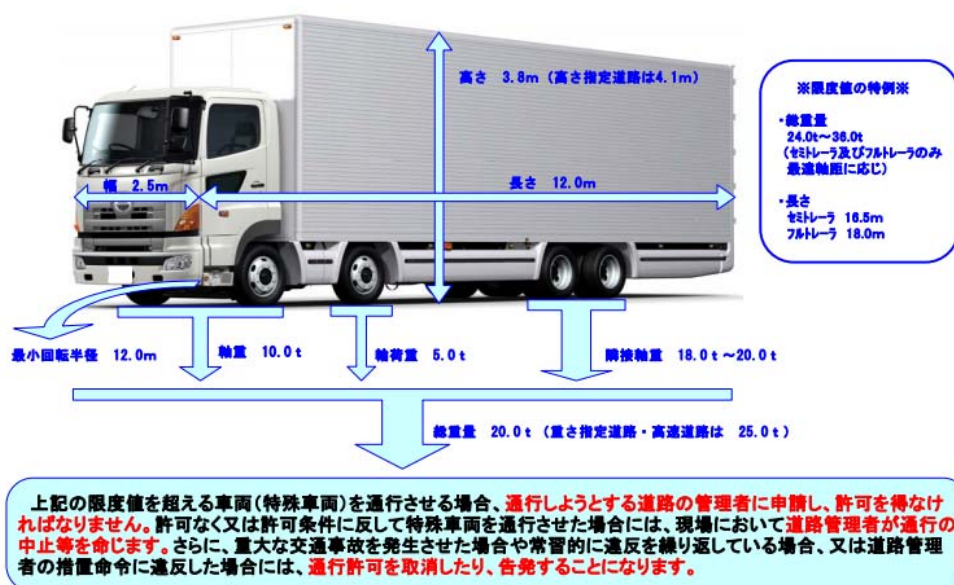 高さ 3.8m (高さ指定道路は4.1m)
※限度値の特例※
・総重量
24.0t~36.0t
(セミトレーラ及びフルトレーラのみ
最遠軸距に応じ)
・長さ
セミトレーラ 16.5m
フルトレーラ 18.0m
幅 2.5m
長さ 12.0m
最小回転半径 12.0m
軸重 10.0t
輪荷重 5.0t
隣接軸重 18.0t~20.0t
総重量 20.0t (重さ指定道路・高速道路は 25.0t)
上記の限度値を超える車両(特殊車両)を通行させる場合、通行しようとする道路の管理者に申請し、許可を得なけ
ればなりません。許可なく又は許可条件に反して特殊車両を通行させた場合には、現場において道路管理者が通行の
中止等を命じます。さらに、重大な交通事故を発生させた場合や常習的に違反を繰り返している場合、又は道路管理
者の措置命令に違反した場合には、通行許可を取消したり、告発することになります。